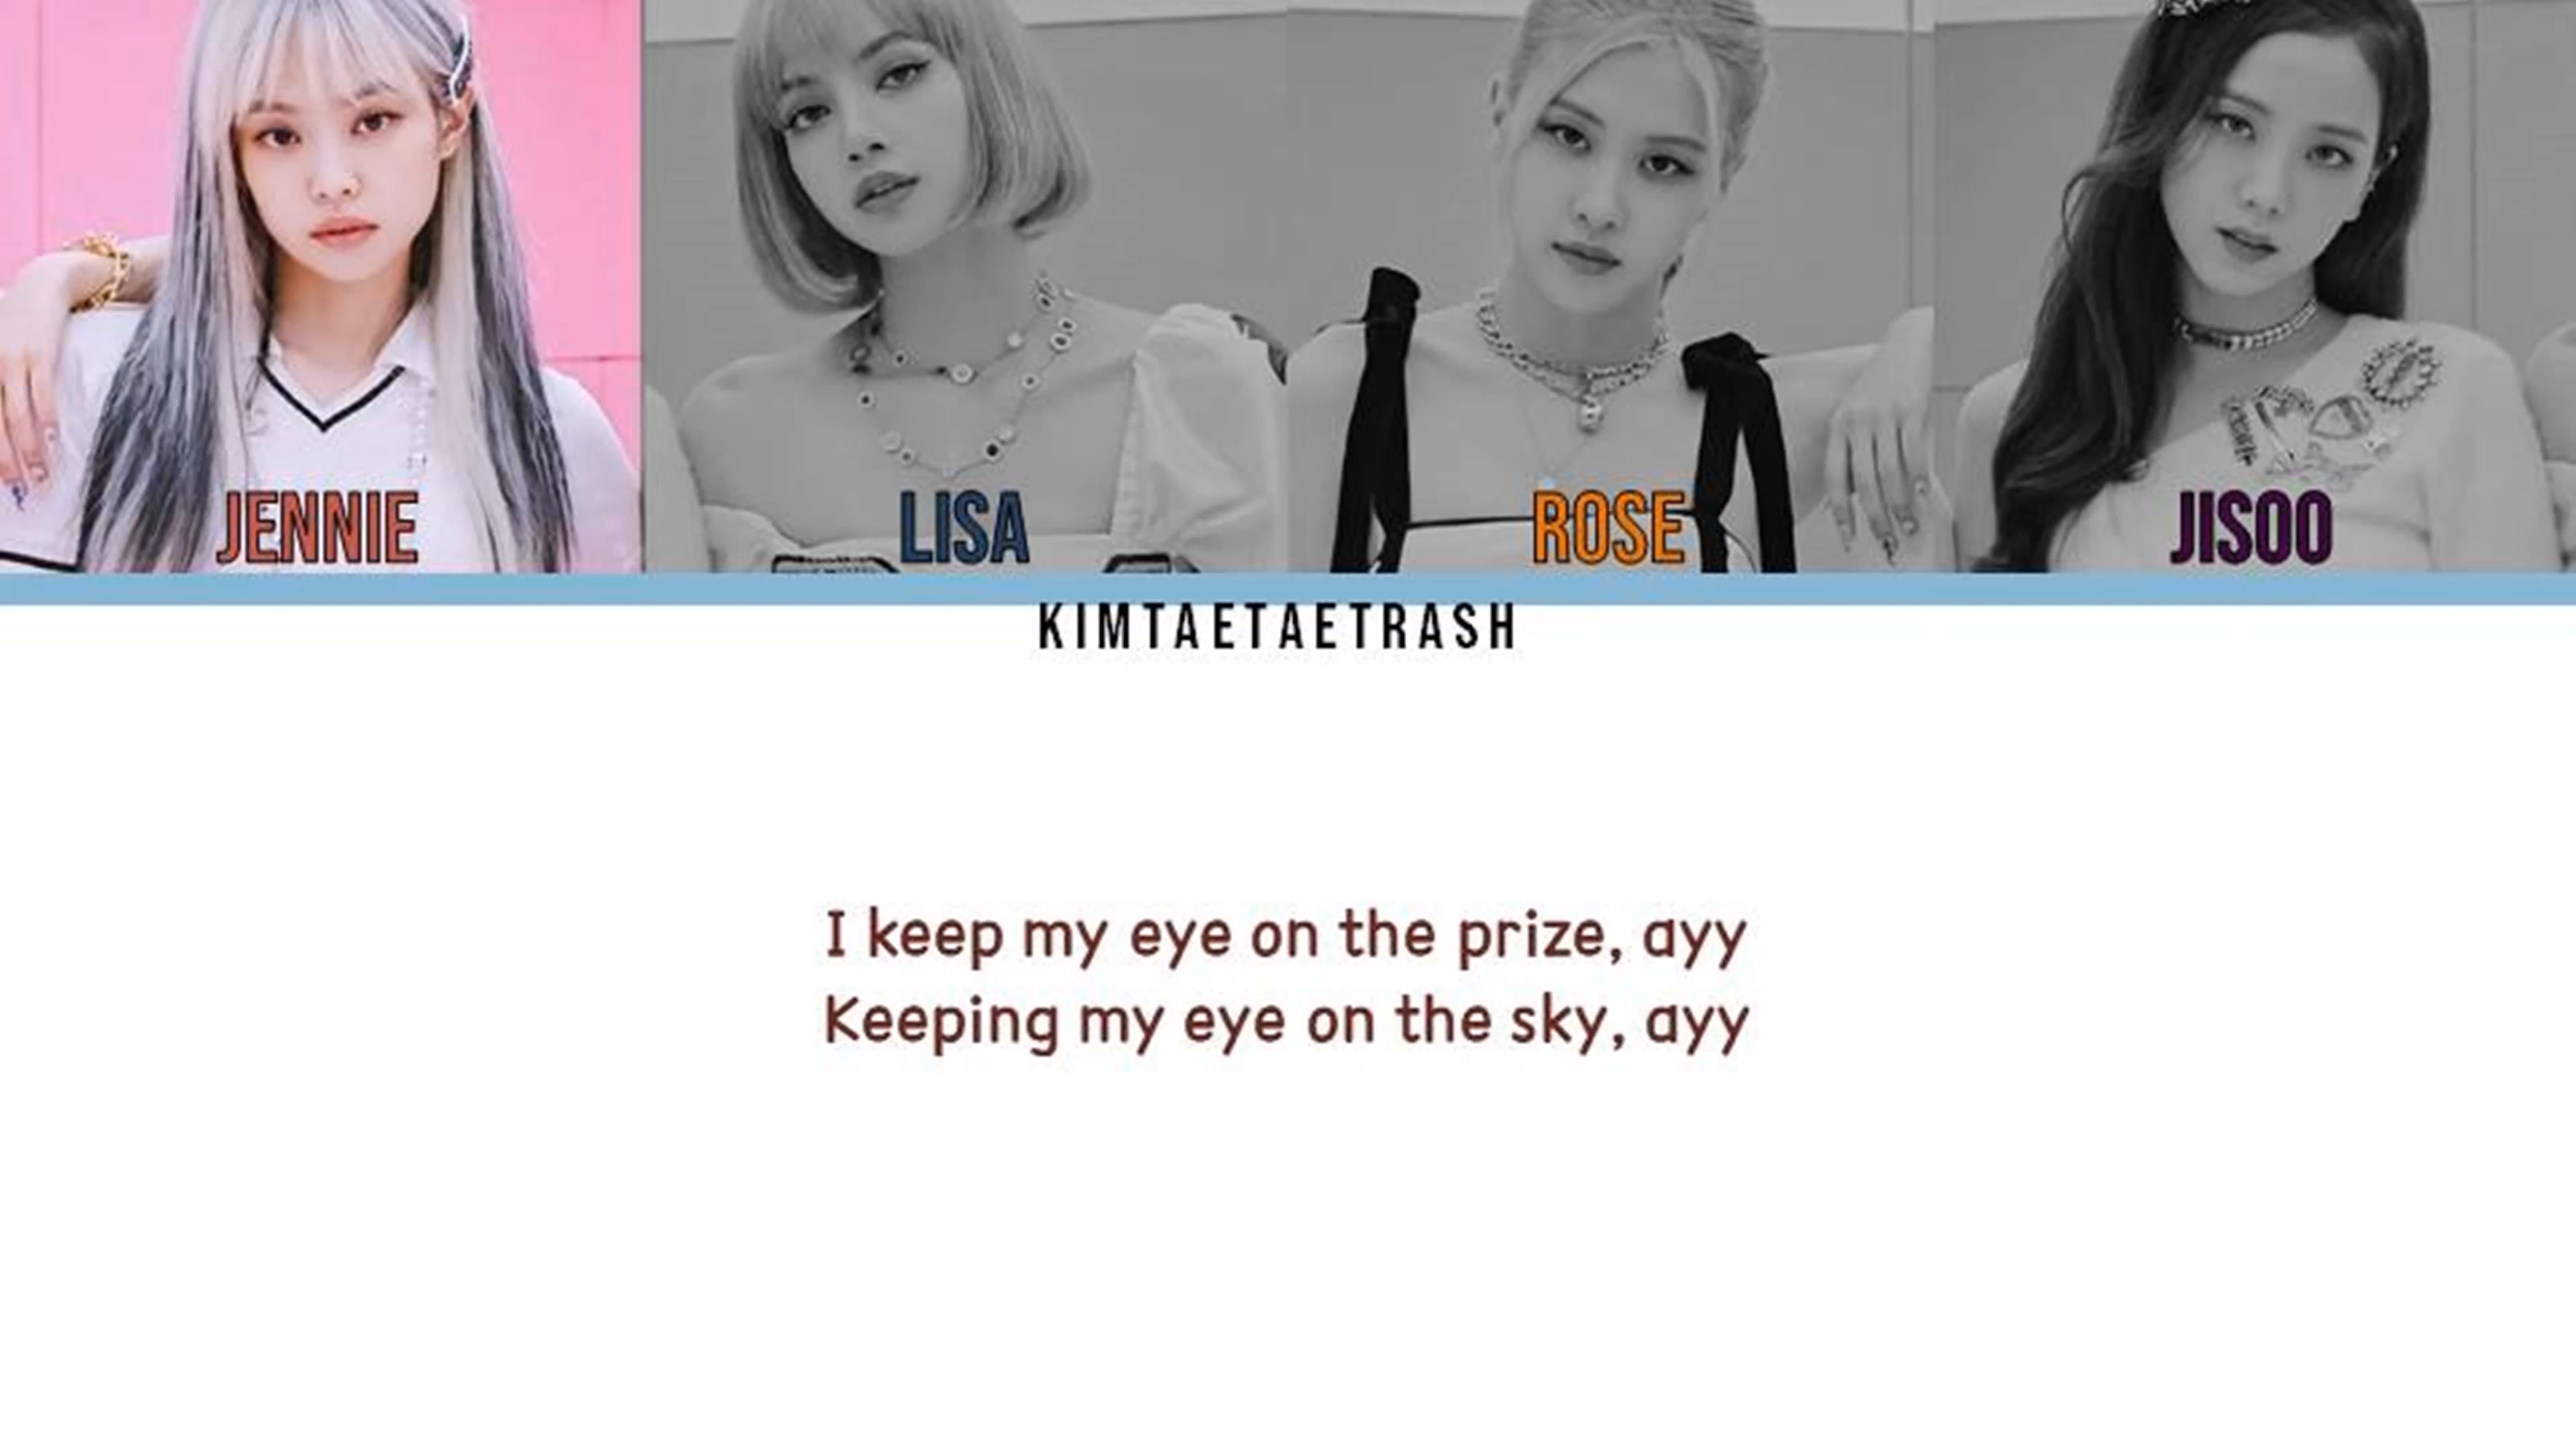 JENNIE
LISA
ROSE
JISOO
KIMTAETAETRASH
I keep my eye on the prize, ayy
Keeping my eye on the sky, ayy